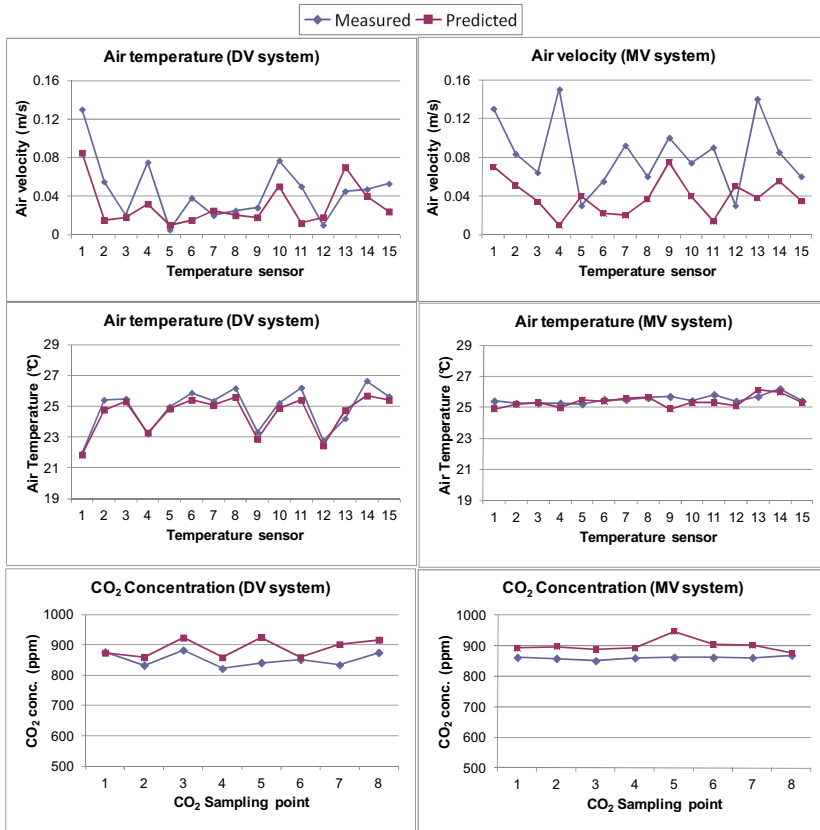 Measured Predicted
Air temperature (DV system)
Air velocity (m/s)
0.16
0.12
0.08
0.04
0
1 2 3 4 5 6 7 8 9 10 11 12 13 14 15
Temperature sensor
Air velocity (MV system)
Air velocity (m/s)
0.16
0.12
0.08
0.04
0
1 2 3 4 5 6 7 8 9 10 11 12 13 14 15
Temperature sensor
Air temperature (DV system)
Air Temperature (°C)
29
27
25
23
21
19
1 2 3 4 5 6 7 8 9 10 11 12 13 14 15
Temperature sensor
Air temperature (MV system)
Air Temperature (°C)
29
27
25
23
21
19
1 2 3 4 5 6 7 8 9 10 11 12 13 14 15
Temperature sensor
CO₂ Concentration (DV system)
CO₂ conc. (ppm)
1000
900
800
700
600
500
1 2 3 4 5 6 7 8
CO₂ Sampling point
CO₂ Concentration (MV system)
CO₂ conc. (ppm)
1000
900
800
700
600
500
1 2 3 4 5 6 7 8
CO₂ Sampling point